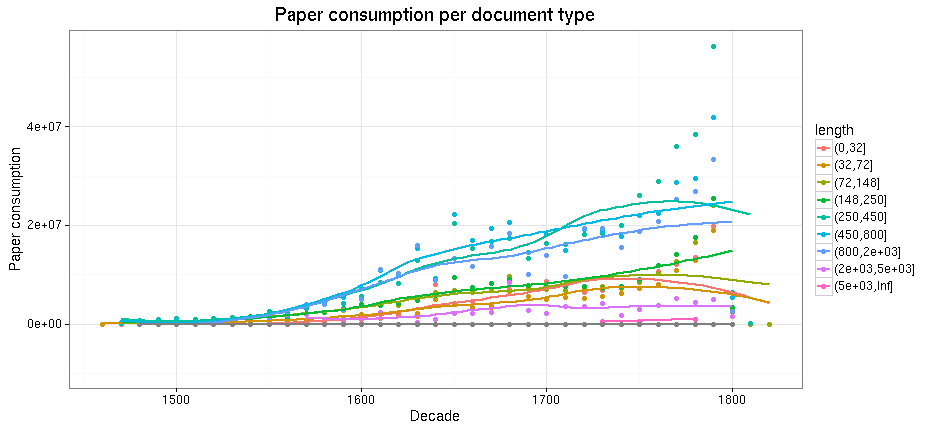 Paper consumption per document type
Paper consumption
4e+07
2e+07
0e+00
1500
1600
1700
1800
Decade
length
(0,32]
(32,72]
(72,148]
(148,250]
(250,450]
(450,800]
(800,2e+03]
(2e+03,5e+03]
(5e+03,Inf]